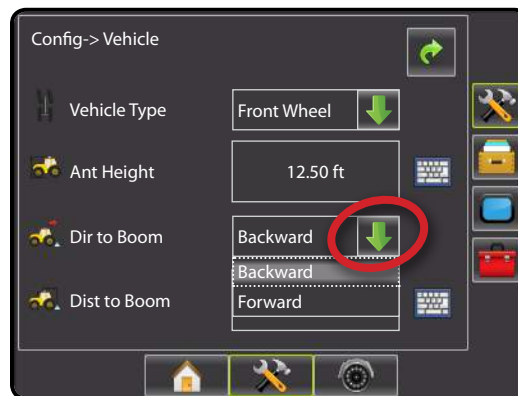 Config-> Vehicle
Vehicle Type
Front Wheel
Ant Height
12.50 ft
Dir to Boom
Backward
Backward
Dist to Boom
Forward